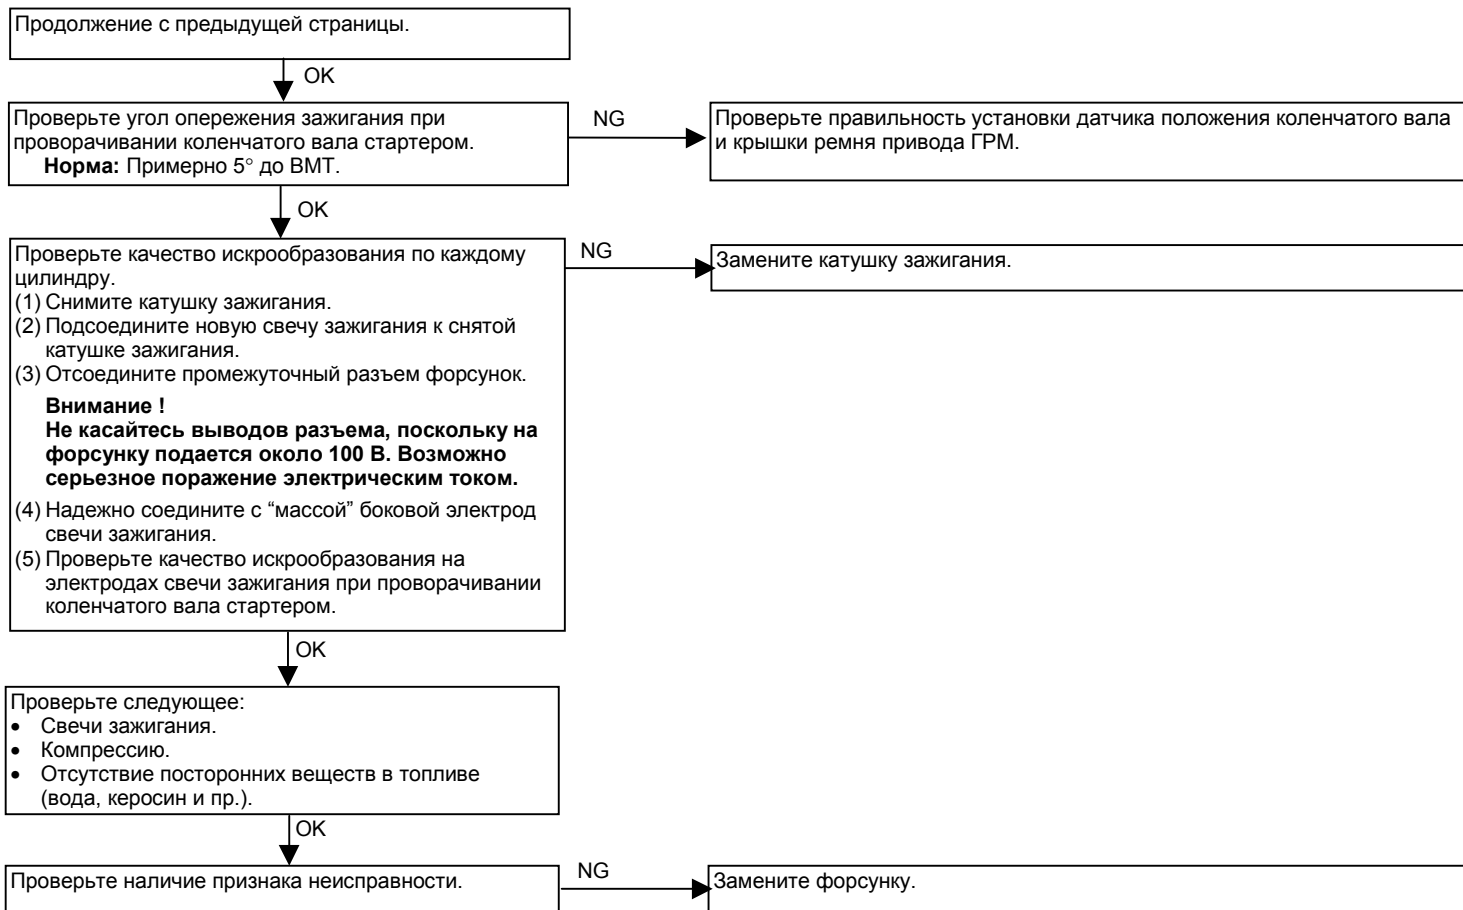 Продолжение с предыдущей страницы.
OK
Проверьте угол опережения зажигания при
проворачивании коленчатого вала стартером.
Норма: Примерно 5° до ВМТ.
NG
Проверьте правильность установки датчика положения коленчатого вала
и крышки ремня привода ГРМ.
OK
Проверьте качество искрообразования по каждому
цилиндру.
(1) Снимите катушку зажигания.
(2) Подсоедините новую свечу зажигания к снятой
катушке зажигания.
(3) Отсоедините промежуточный разъем форсунок.
Внимание !
Не касайтесь выводов разъема, поскольку на
форсунку подается около 100 В. Возможно
серьезное поражение электрическим током.
(4) Надежно соедините с “массой” боковой электрод
свечи зажигания.
(5) Проверьте качество искрообразования на
электродах свечи зажигания при проворачивании
коленчатого вала стартером.
NG
Замените катушку зажигания.
OK
Проверьте следующее:
• Свечи зажигания.
• Компрессию.
• Отсутствие посторонних веществ в топливе
(вода, керосин и пр.).
OK
Проверьте наличие признака неисправности.
NG
Замените форсунку.